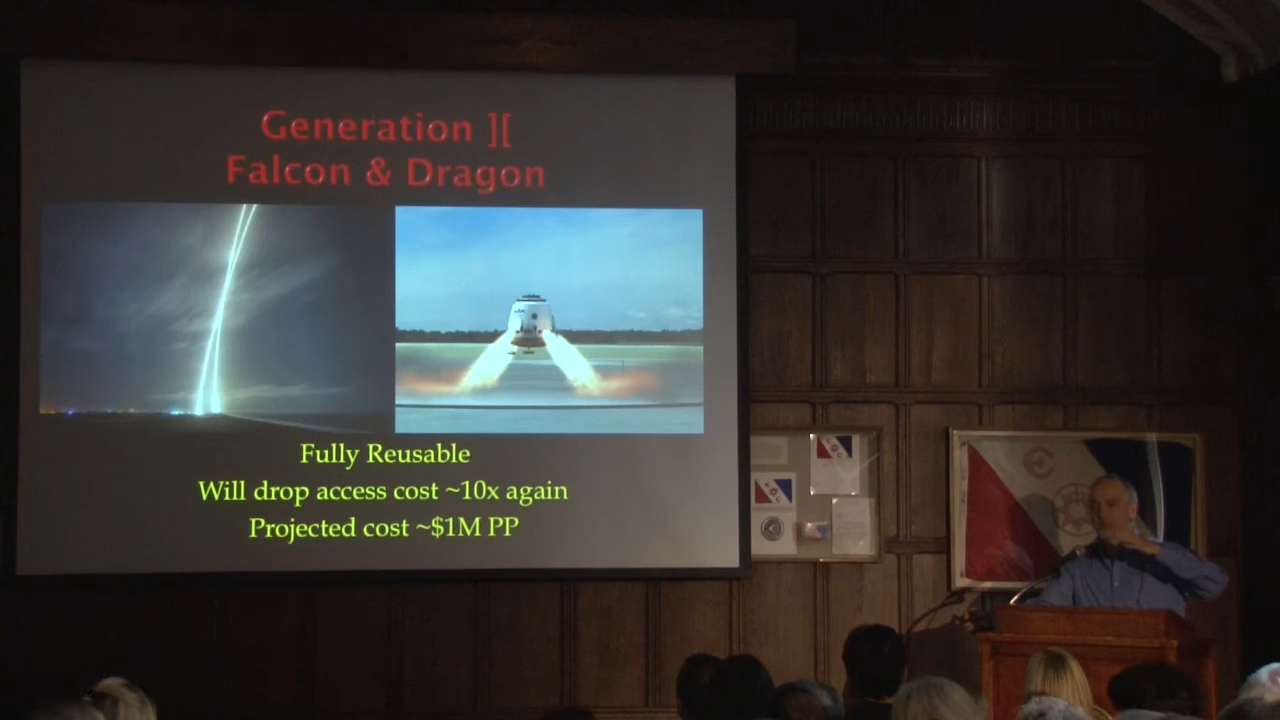 Generation ][
Falcon & Dragon
Fully Reusable
Will drop access cost ~10x again
Projected cost ~$1M PP